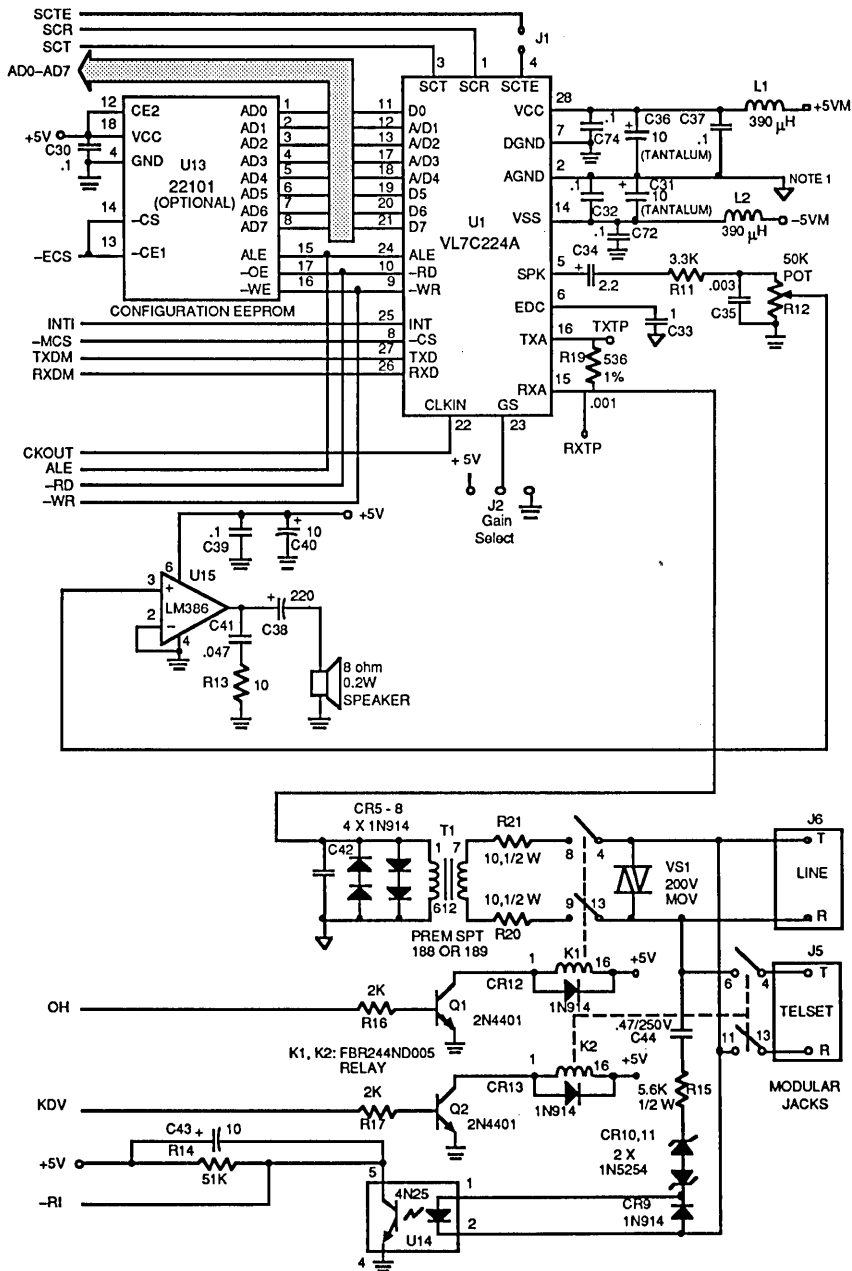 SCTE
SCR
SCT
AD0–AD7
J1
3
1
4
SCT SCR SCTE
12
CE2
+5V
18
VCC
C30
4
GND
.1
14
–CS
13
–CE1
–ECS
U13
22101
(OPTIONAL)
AD0
AD1
AD2
AD3
AD4
AD5
AD6
AD7
ALE
–OE
–WE
1
2
3
4
5
6
7
8
15
17
16
CONFIGURATION EEPROM
11
12
13
17
18
19
20
21
24
10
9
D0
A/D1
A/D2
A/D3
A/D4
D5
D6
D7
ALE
–RD
–WR
U1
VL7C224A
INTI
–MCS
TXDM
RXDM
25
8
27
26
INT
–CS
TXD
RXD
CLKIN
GS
22
23
VCC
DGND
AGND
VSS
SPK
EDC
TXA
RXA
28
7
2
14
5
6
16
15
.1
C74
C36
10
(TANTALUM)
C37
.1
L1
390 µH
+5VM
NOTE 1
.1
C32
C31
+
10
(TANTALUM)
L2
390 µH
–5VM
.1
C72
C34
+
2.2
3.3K
R11
.003
C35
50K
POT
R12
.1
C33
TXTP
R19
536
1%
.001
RXTP
CKOUT
ALE
–RD
–WR
+ 5V
J2
Gain
Select
+5V
.1
C39
+
10
C40
6
U15
3
+
LM386
2
–
4
C41
.047
R13
10
+
220
C38
8 ohm
0.2W
SPEAKER
CR5 - 8
4 X 1N914
C42
T1
1 7
6 12
PREM SPT
188 OR 189
R21
10,1/2 W
10,1/2 W
R20
8
4
9
13
VS1
200V
MOV
J6
T
LINE
R
J5
T
TELSET
R
6
4
11
13
MODULAR
JACKS
K1
1
16
+5V
CR12
1N914
OH
2K
R16
Q1
2N4401
K1, K2: FBR244ND005
RELAY
K2
1
16
+5V
CR13
1N914
KDV
2K
R17
Q2
2N4401
.47/250V
C44
5.6K
1/2 W
R15
CR10,11
2 X
1N5254
CR9
1N914
C43
+
10
R14
+5V
51K
–RI
5
4N25
1
2
U14
4